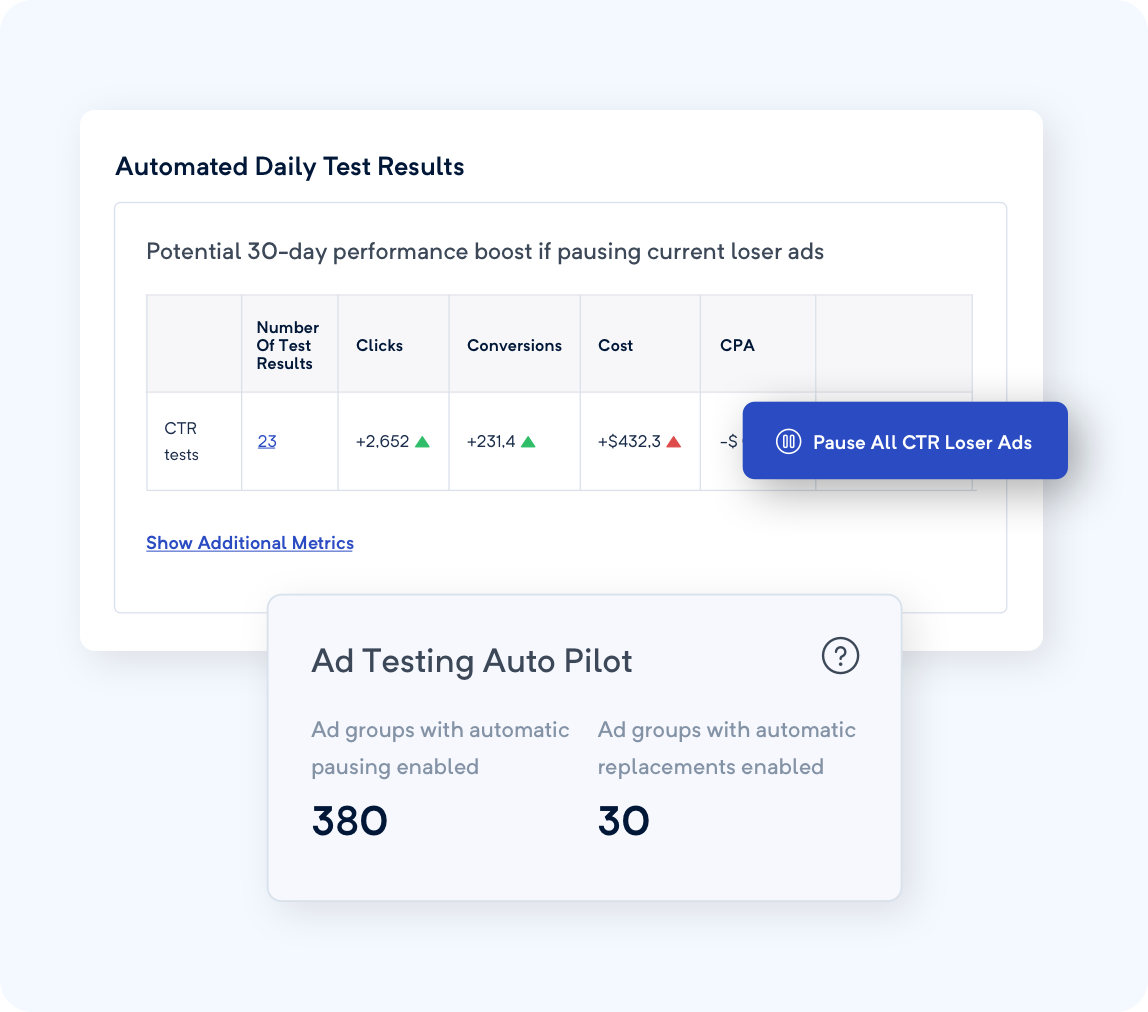 Automated Daily Test Results
Potential 30-day performance boost if pausing current loser ads
Number
Of Test
Results
Clicks
Conversions
Cost
CPA
CTR
tests
23
+2,652
+231.4
+$432.3
-$
Pause All CTR Loser Ads
Show Additional Metrics
Ad Testing Auto Pilot
?
Ad groups with automatic
pausing enabled
380
Ad groups with automatic
replacements enabled
30